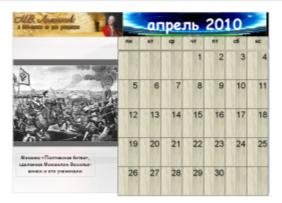 М.В. Ломоносов
апрель 2010
пн вт ср чт пт сб вс
1 2 3 4
5 6 7 8 9 10 11
12 13 14 15 16 17 18
19 20 21 22 23 24 25
26 27 28 29 30
Мозаика «Полтавская битва»,
сделанная Михаилом Василье-
вичем и его учениками